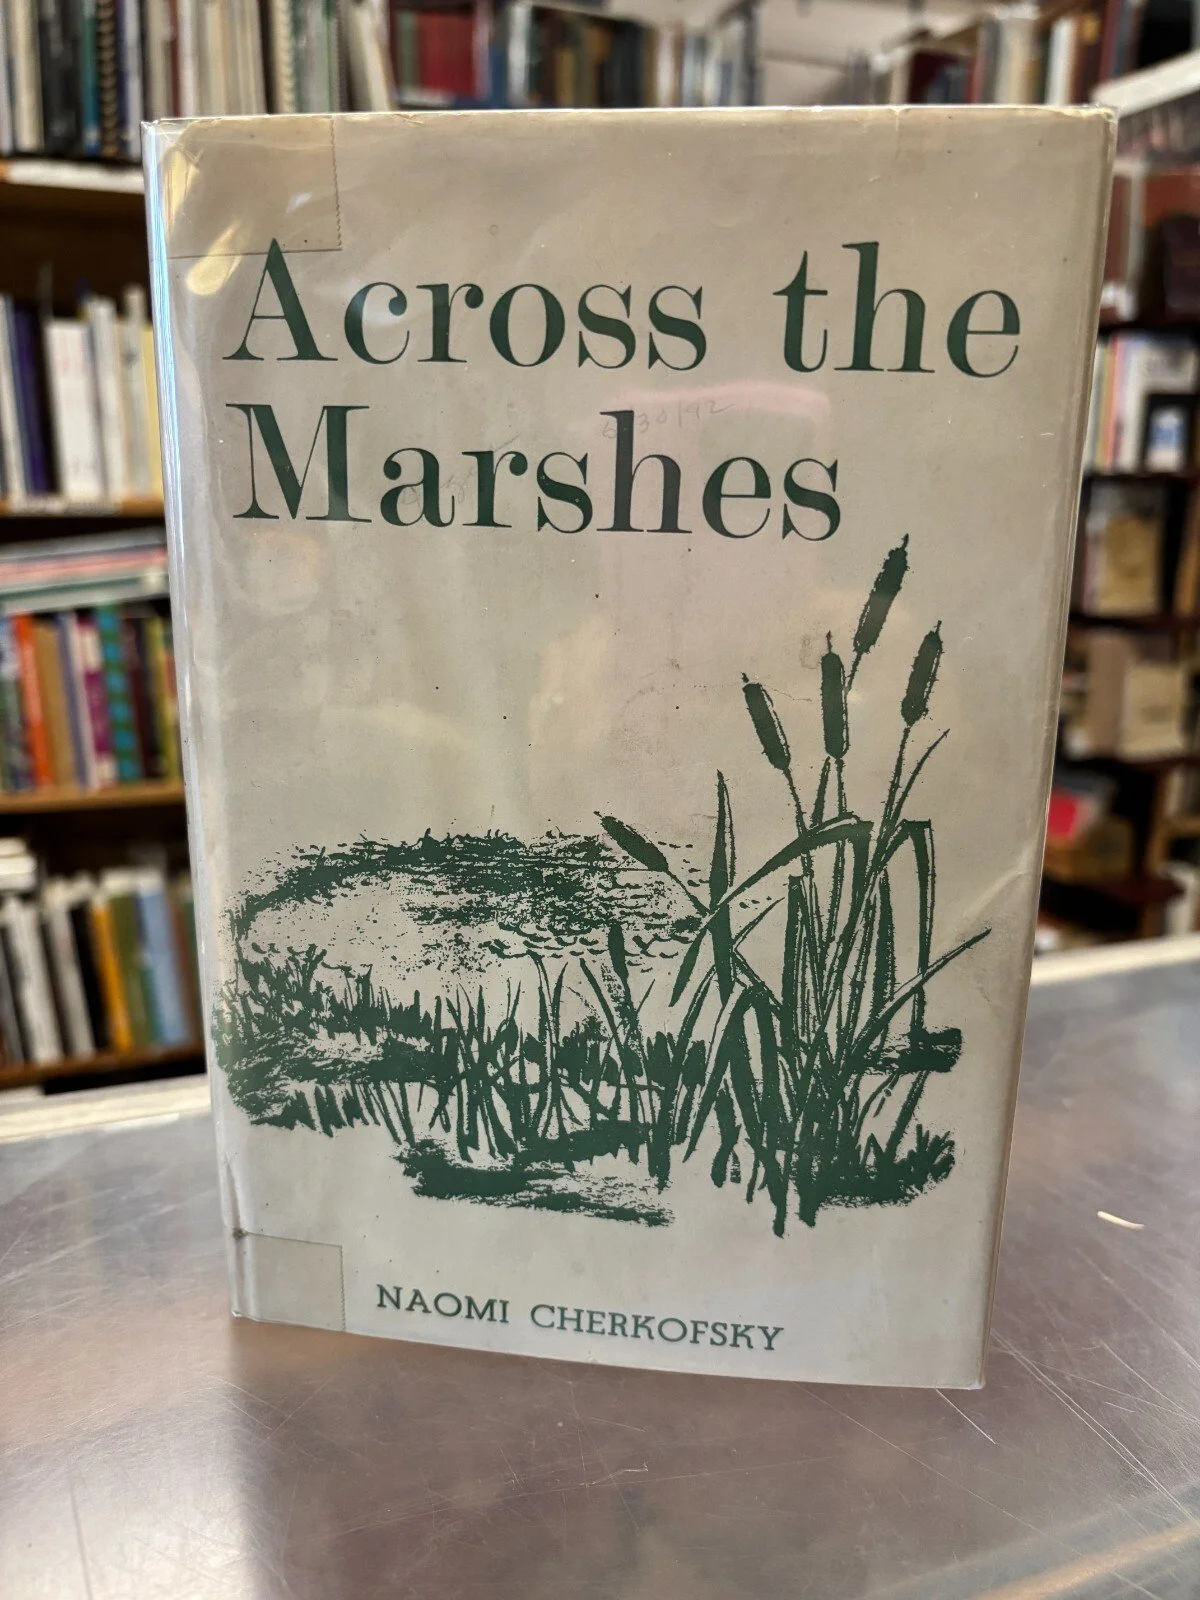 Across the
Marshes
NAOMI CHERKOFSKY